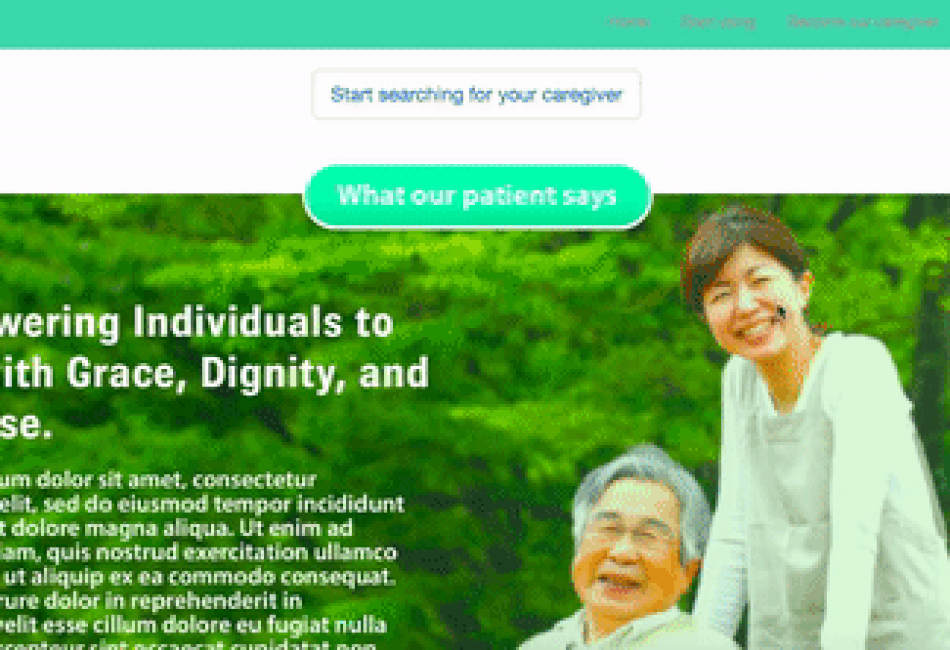 Home   Start using   Become our caregiver
Start searching for your caregiver
What our patient says
wering Individuals to
ith Grace, Dignity, and
se.
um dolor sit amet, consectetur
elit, sed do eiusmod tempor incididunt
t dolore magna aliqua. Ut enim ad
iam, quis nostrud exercitation ullamco
ut aliquip ex ea commodo consequat.
rure dolor in reprehenderit in
velit esse cillum dolore eu fugiat nulla